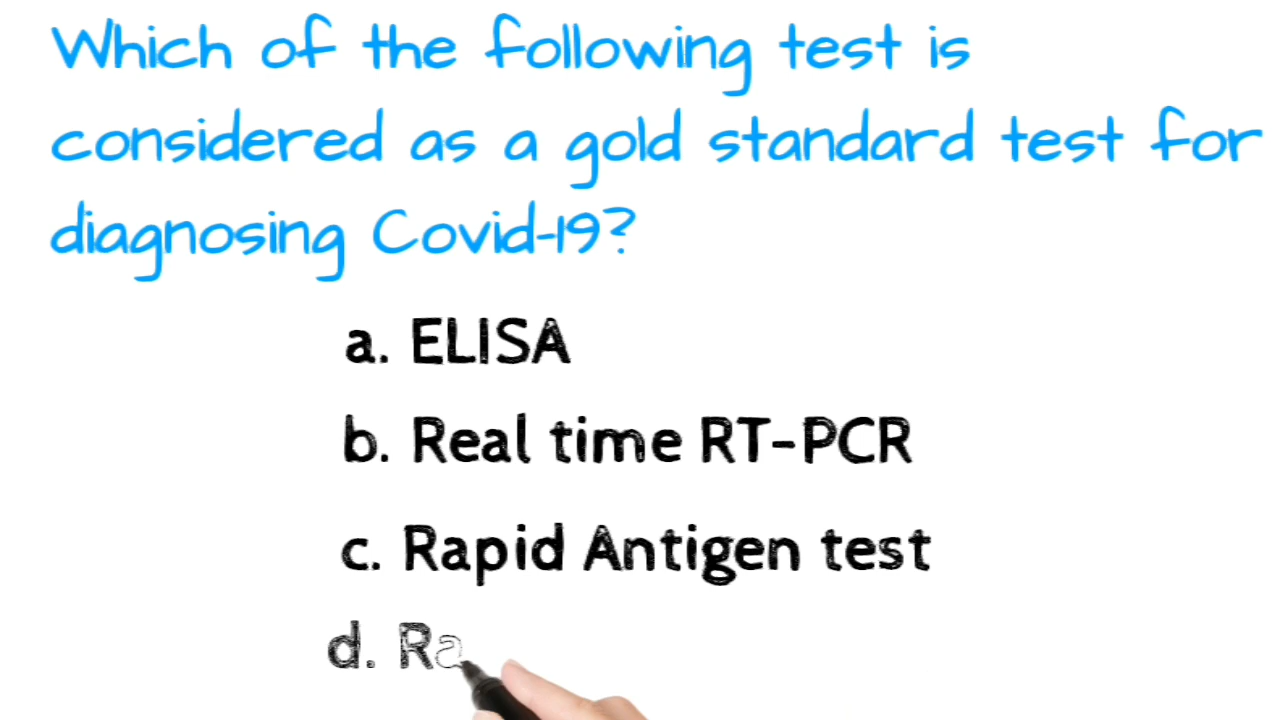 Which of the following test is
considered as a gold standard test for
diagnosing Covid-19?
a. ELISA
b. Real time RT-PCR
c. Rapid Antigen test
d. Ra